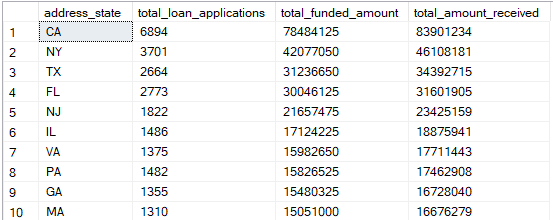 address_state total_loan_applications total_funded_amount total_amount_received
1 CA 6894 78484125 83901234
2 NY 3701 42077050 46108181
3 TX 2664 31236650 34392715
4 FL 2773 30046125 31601905
5 NJ 1822 21657475 23425159
6 IL 1486 17124225 18875941
7 VA 1375 15982650 17711443
8 PA 1482 15826525 17462908
9 GA 1355 15480325 16728040
10 MA 1310 15051000 16676279